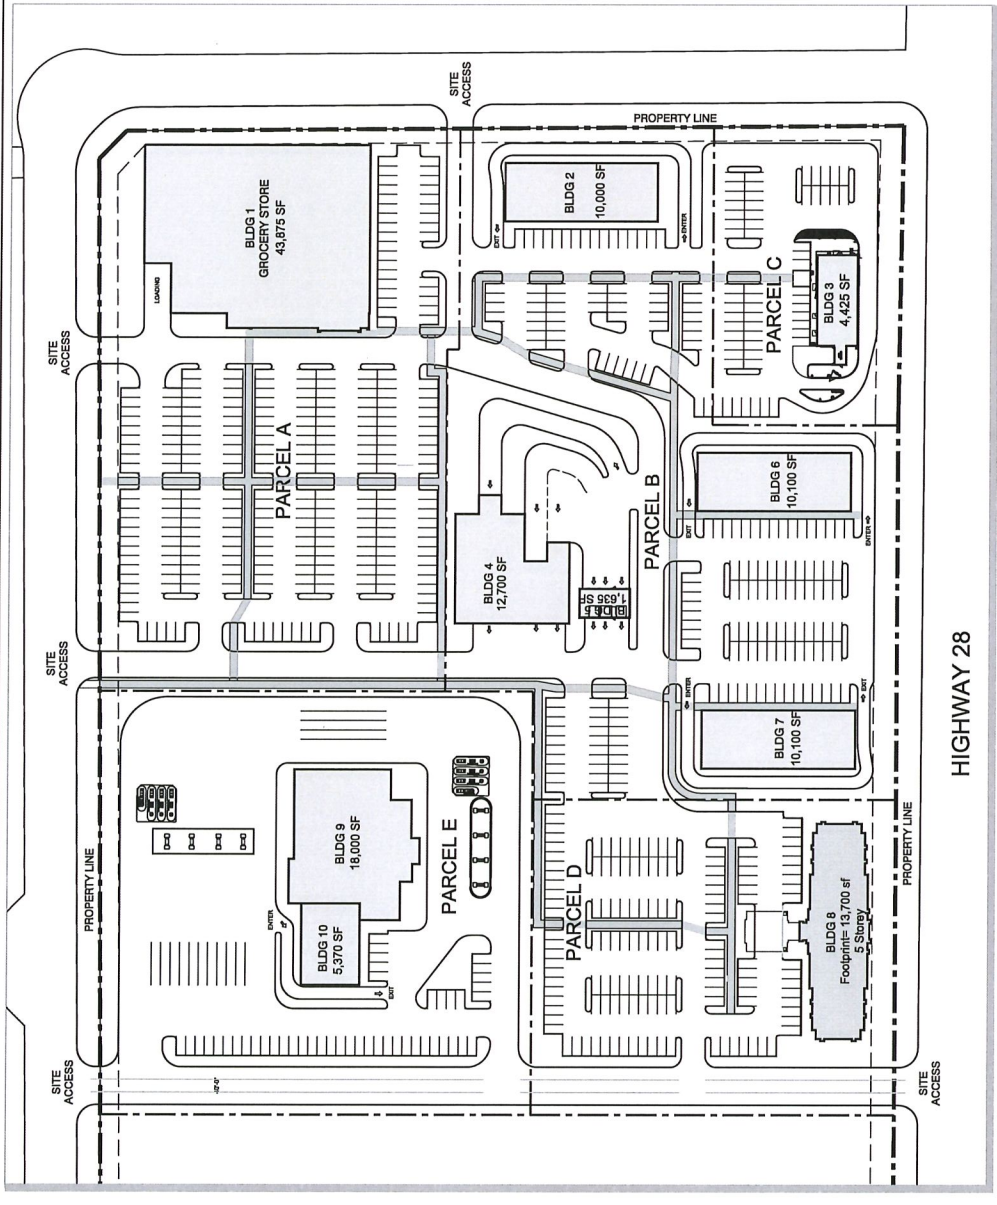 SITE
ACCESS
PROPERTY LINE
BLDG 1
GROCERY STORE
43,875 SF
LOADING
BLDG 2
10,000 SF
EXIT
ENTER
SITE
ACCESS
PARCEL C
BLDG 3
4,425 SF
PARCEL A
BLDG 4
12,700 SF
BLDG 5
1,635 SF
PARCEL B
BLDG 6
10,100 SF
EXIT
ENTER
SITE
ACCESS
ENTER
EXIT
BLDG 7
10,100 SF
HIGHWAY 28
PROPERTY LINE
BLDG 9
18,000 SF
PARCEL E
ENTER
BLDG 10
5,370 SF
EXIT
PARCEL D
BLDG 8
Footprint= 13,700 sf
5 Storey
PROPERTY LINE
SITE
ACCESS
SITE
ACCESS